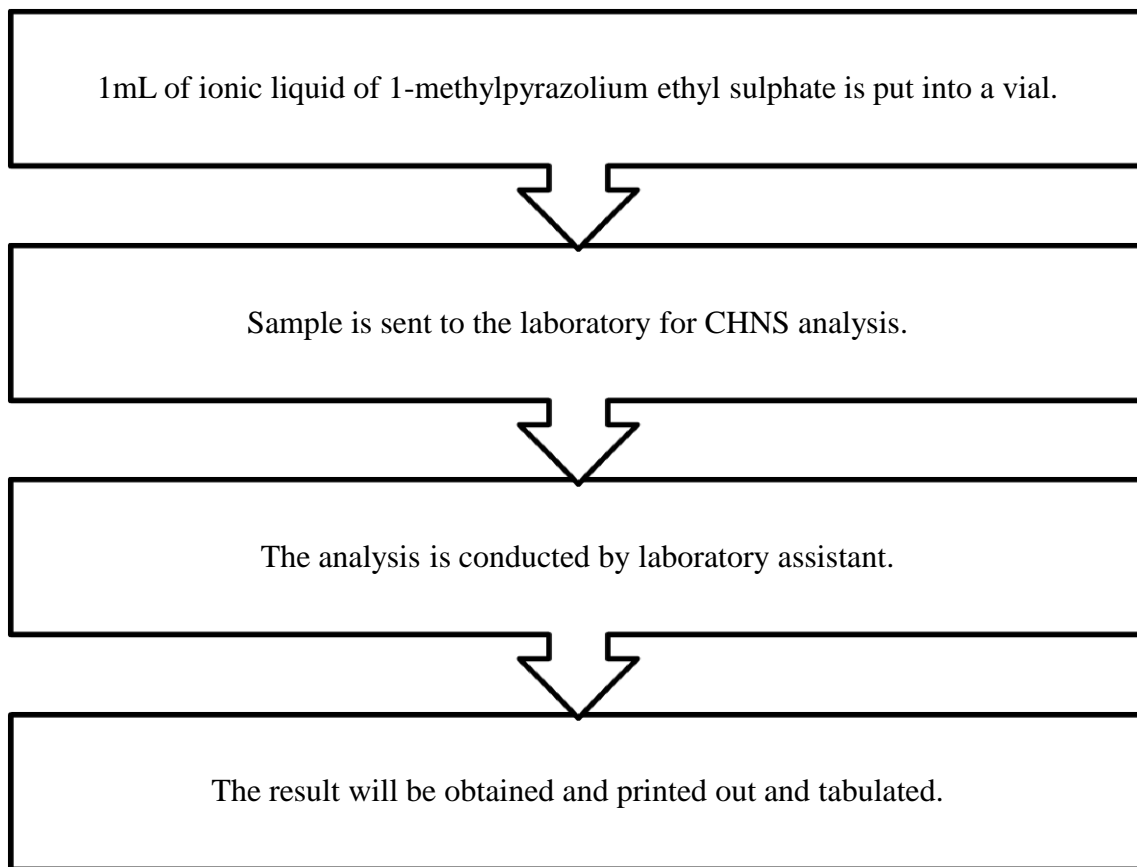 1mL of ionic liquid of 1-methylpyrazolium ethyl sulphate is put into a vial.
Sample is sent to the laboratory for CHNS analysis.
The analysis is conducted by laboratory assistant.
The result will be obtained and printed out and tabulated.